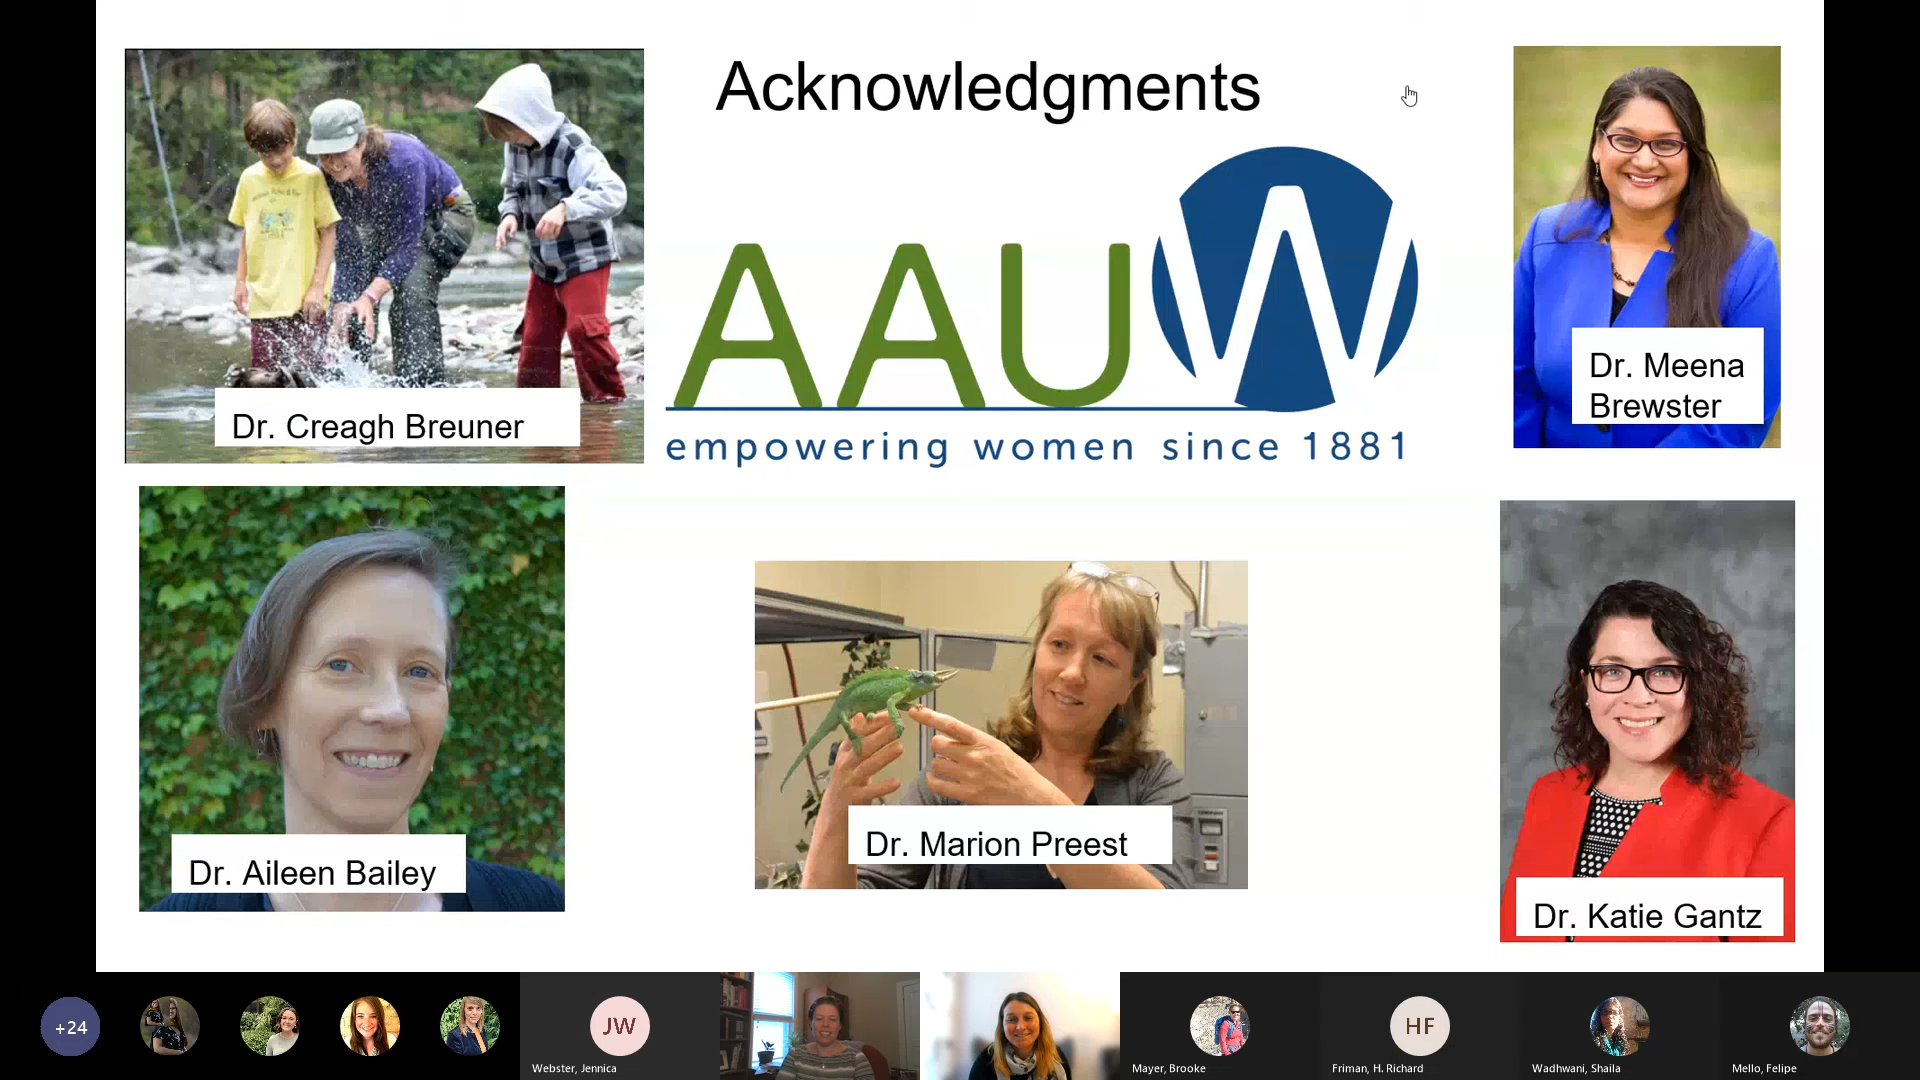 Acknowledgments
AAUW
empowering women since 1881
Dr. Creagh Breuner
Dr. Meena
Brewster
Dr. Aileen Bailey
Dr. Marion Preest
Dr. Katie Gantz
+24
JW
Webster, Jennica
Mayer, Brooke
HF
Friman, H. Richard
Wadhwani, Shaila
Mello, Felipe